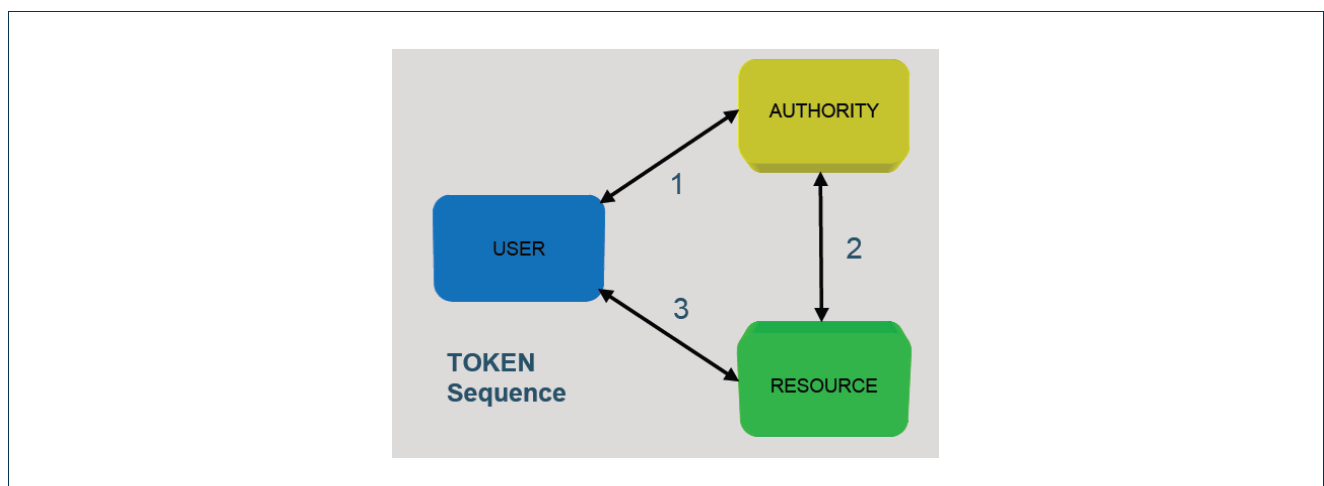 AUTHORITY
1
USER
2
3
TOKEN
Sequence
RESOURCE